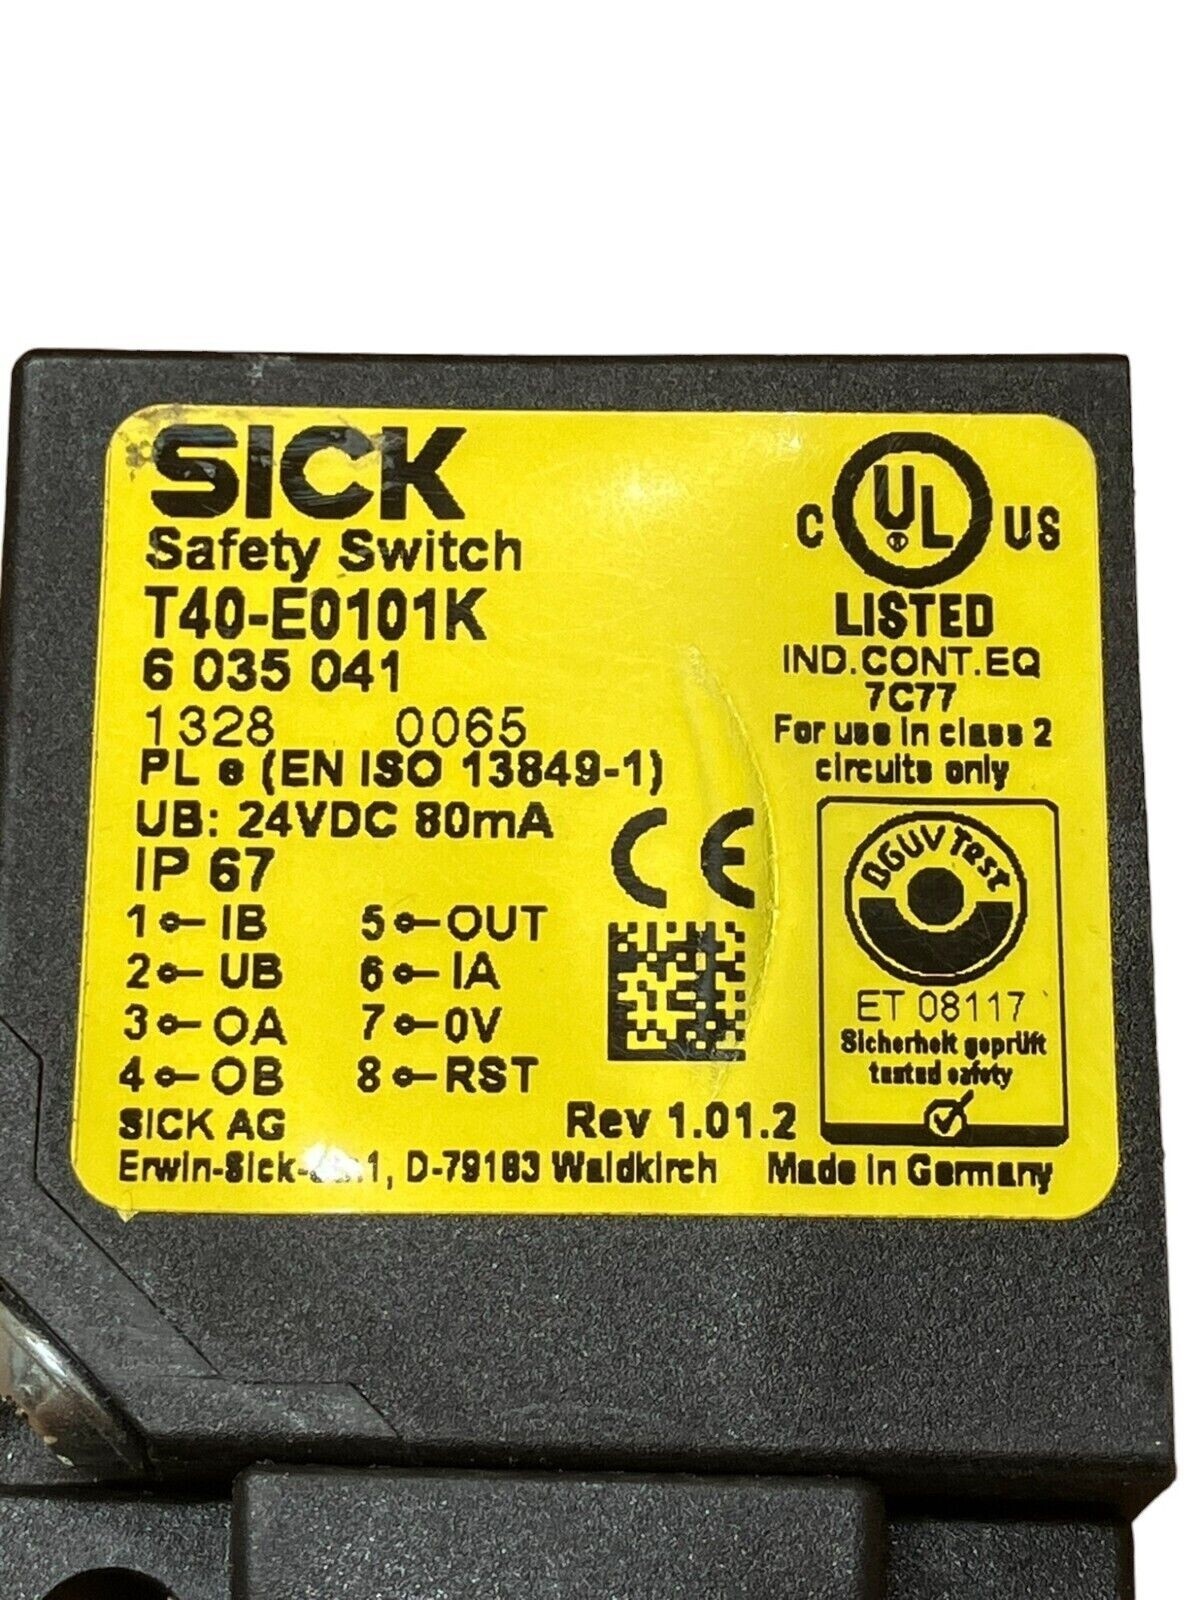 SICK
Safety Switch
T40-E0101K
6 035 041
1328 0065
PL e (EN ISO 13849-1)
UB: 24VDC 80mA
IP 67
1 IB 5 OUT
2 UB 6 IA
3 OA 7 0V
4 OB 8 RST
SICK AG
Rev 1.01.2
D-79183 Waldkirch Made in Germany
C UL US
LISTED
IND.CONT.EQ
7C77
For use in class 2
circuits only
CE
DGUV Test
ET 08117
Sicherheit geprüft
tested safety